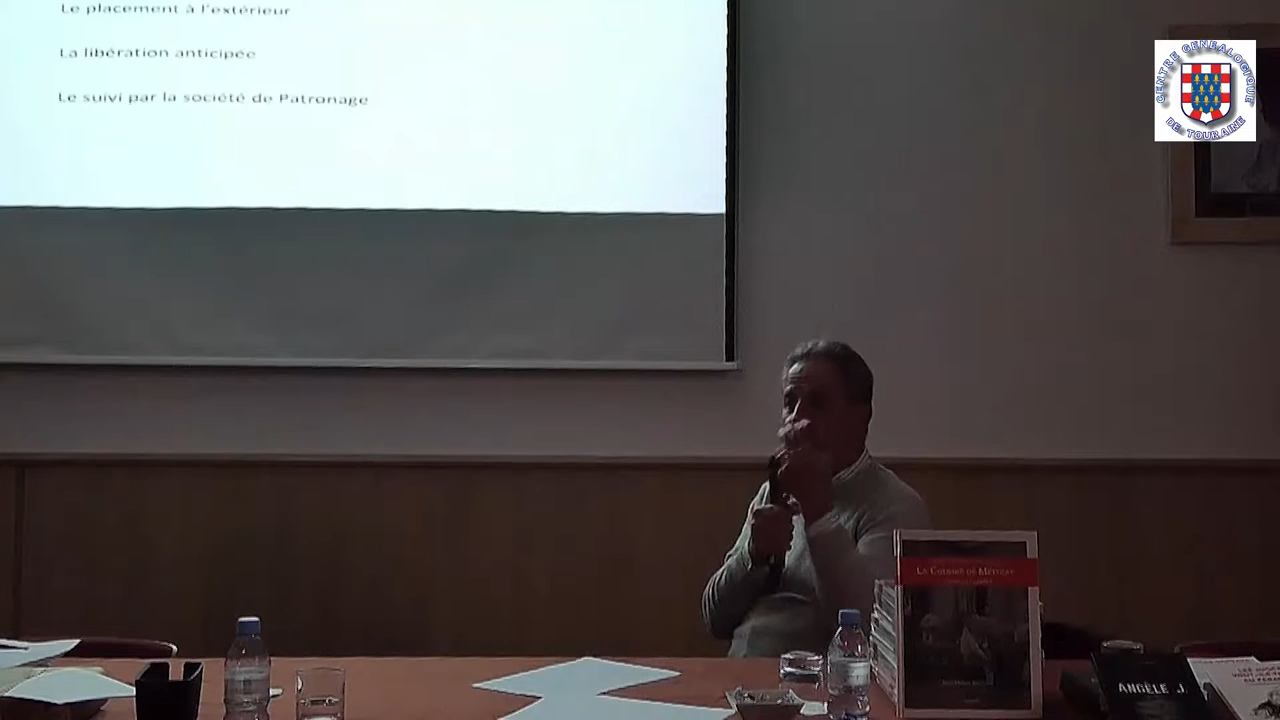 Le placement à l'extérieur
La libération anticipée
Le suivi par la société de Patronage
CENTRE GENEALOGIQUE
DE TOURAINE
LA COLONIE DE METTRAY
ANGÈLE J.